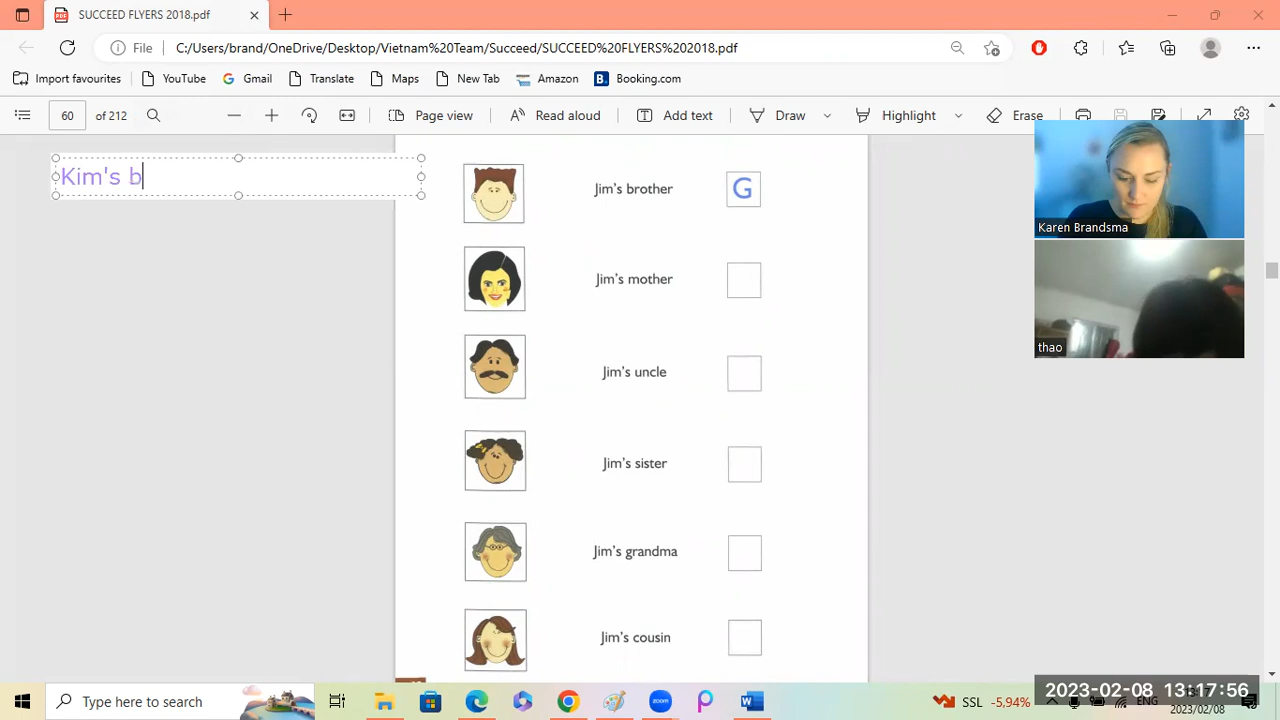 SUCCEED FLYERS 2018.pdf
File
C:/Users/brand/OneDrive/Desktop/Vietnam%20Team/Succeed/SUCCEED%20FLYERS%202018.pdf
Import favourites
YouTube
Gmail
Translate
Maps
New Tab
Amazon
Booking.com
60 of 212
Page view
Read aloud
Add text
Draw
Highlight
Erase
Kim's b
Jim's brother
G
Jim's mother
Jim's uncle
Jim's sister
Jim's grandma
Jim's cousin
Karen Brandsma
thao
Type here to search
SSL -5,94%
ENG
2023-02-08 13:17:56
2023/02/08